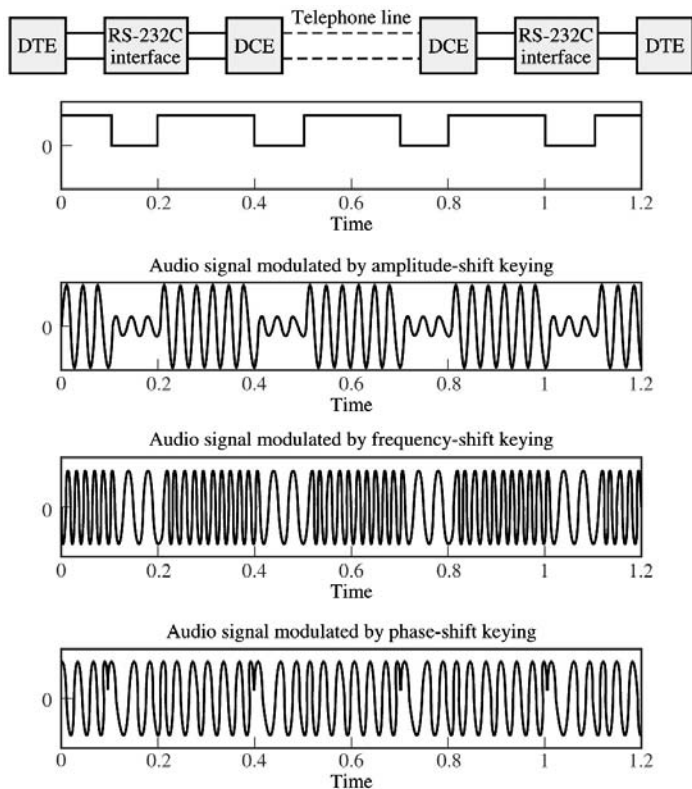 Telephone line
DTE RS-232C interface DCE DCE RS-232C interface DTE
0
0 0.2 0.4 0.6 0.8 1 1.2
Time
Audio signal modulated by amplitude-shift keying
0
0 0.2 0.4 0.6 0.8 1 1.2
Time
Audio signal modulated by frequency-shift keying
0
0 0.2 0.4 0.6 0.8 1 1.2
Time
Audio signal modulated by phase-shift keying
0
0 0.2 0.4 0.6 0.8 1 1.2
Time